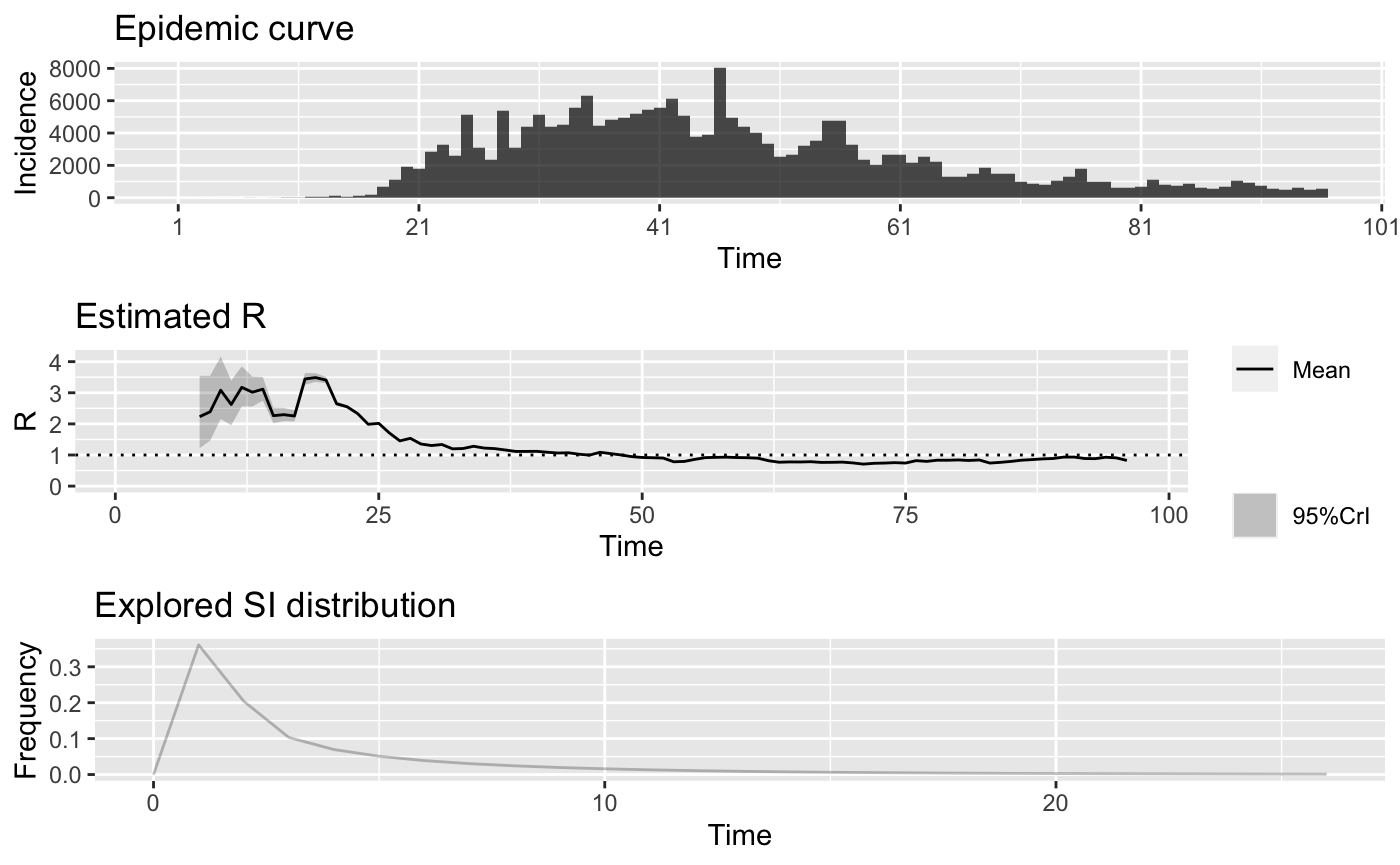 Epidemic curve
8000
6000
4000
2000
0
Incidence
1 21 41 61 81 101
Time
Estimated R
4
3
2
1
0
R
0 25 50 75 100
Time
Mean
95%CrI
Explored SI distribution
0.3
0.2
0.1
0.0
Frequency
0 10 20
Time